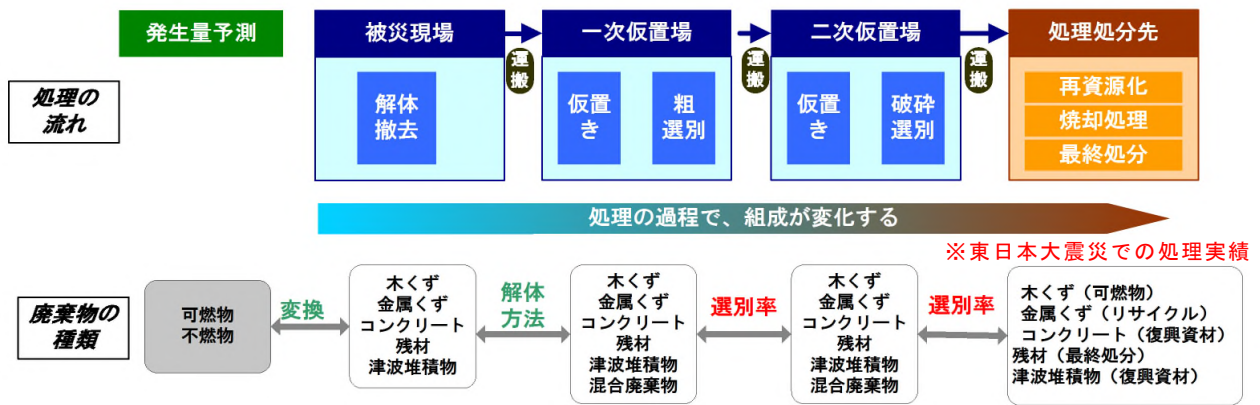 発生量予測
被災現場
一次仮置場
二次仮置場
処理処分先
運搬
運搬
運搬
処理の
流れ
解体
撤去
仮置
き
粗
選別
仮置
き
破砕
選別
再資源化
焼却処理
最終処分
処理の過程で、組成が変化する
※東日本大震災での処理実績
廃棄物の
種類
可燃物
不燃物
変換
木くず
金属くず
コンクリート
残材
津波堆積物
解体
方法
木くず
金属くず
コンクリート
残材
津波堆積物
混合廃棄物
選別率
木くず
金属くず
コンクリート
残材
津波堆積物
混合廃棄物
選別率
木くず（可燃物）
金属くず（リサイクル）
コンクリート（復興資材）
残材（最終処分）
津波堆積物（復興資材）